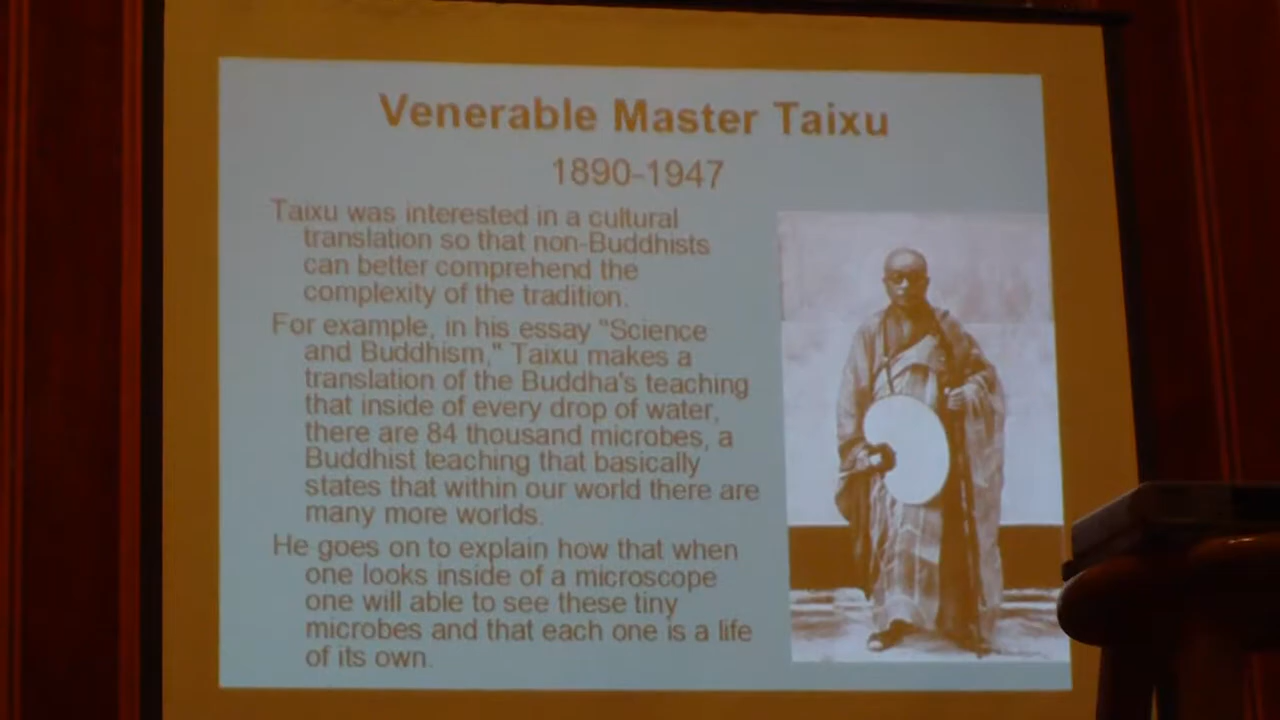 Venerable Master Taixu
1890-1947
Taixu was interested in a cultural
translation so that non-Buddhists
can better comprehend the
complexity of the tradition.
For example, in his essay "Science
and Buddhism," Taixu makes a
translation of the Buddha's teaching
that inside of every drop of water,
there are 84 thousand microbes, a
Buddhist teaching that basically
states that within our world there are
many more worlds.
He goes on to explain how that when
one looks inside of a microscope
one will able to see these tiny
microbes and that each one is a life
of its own.